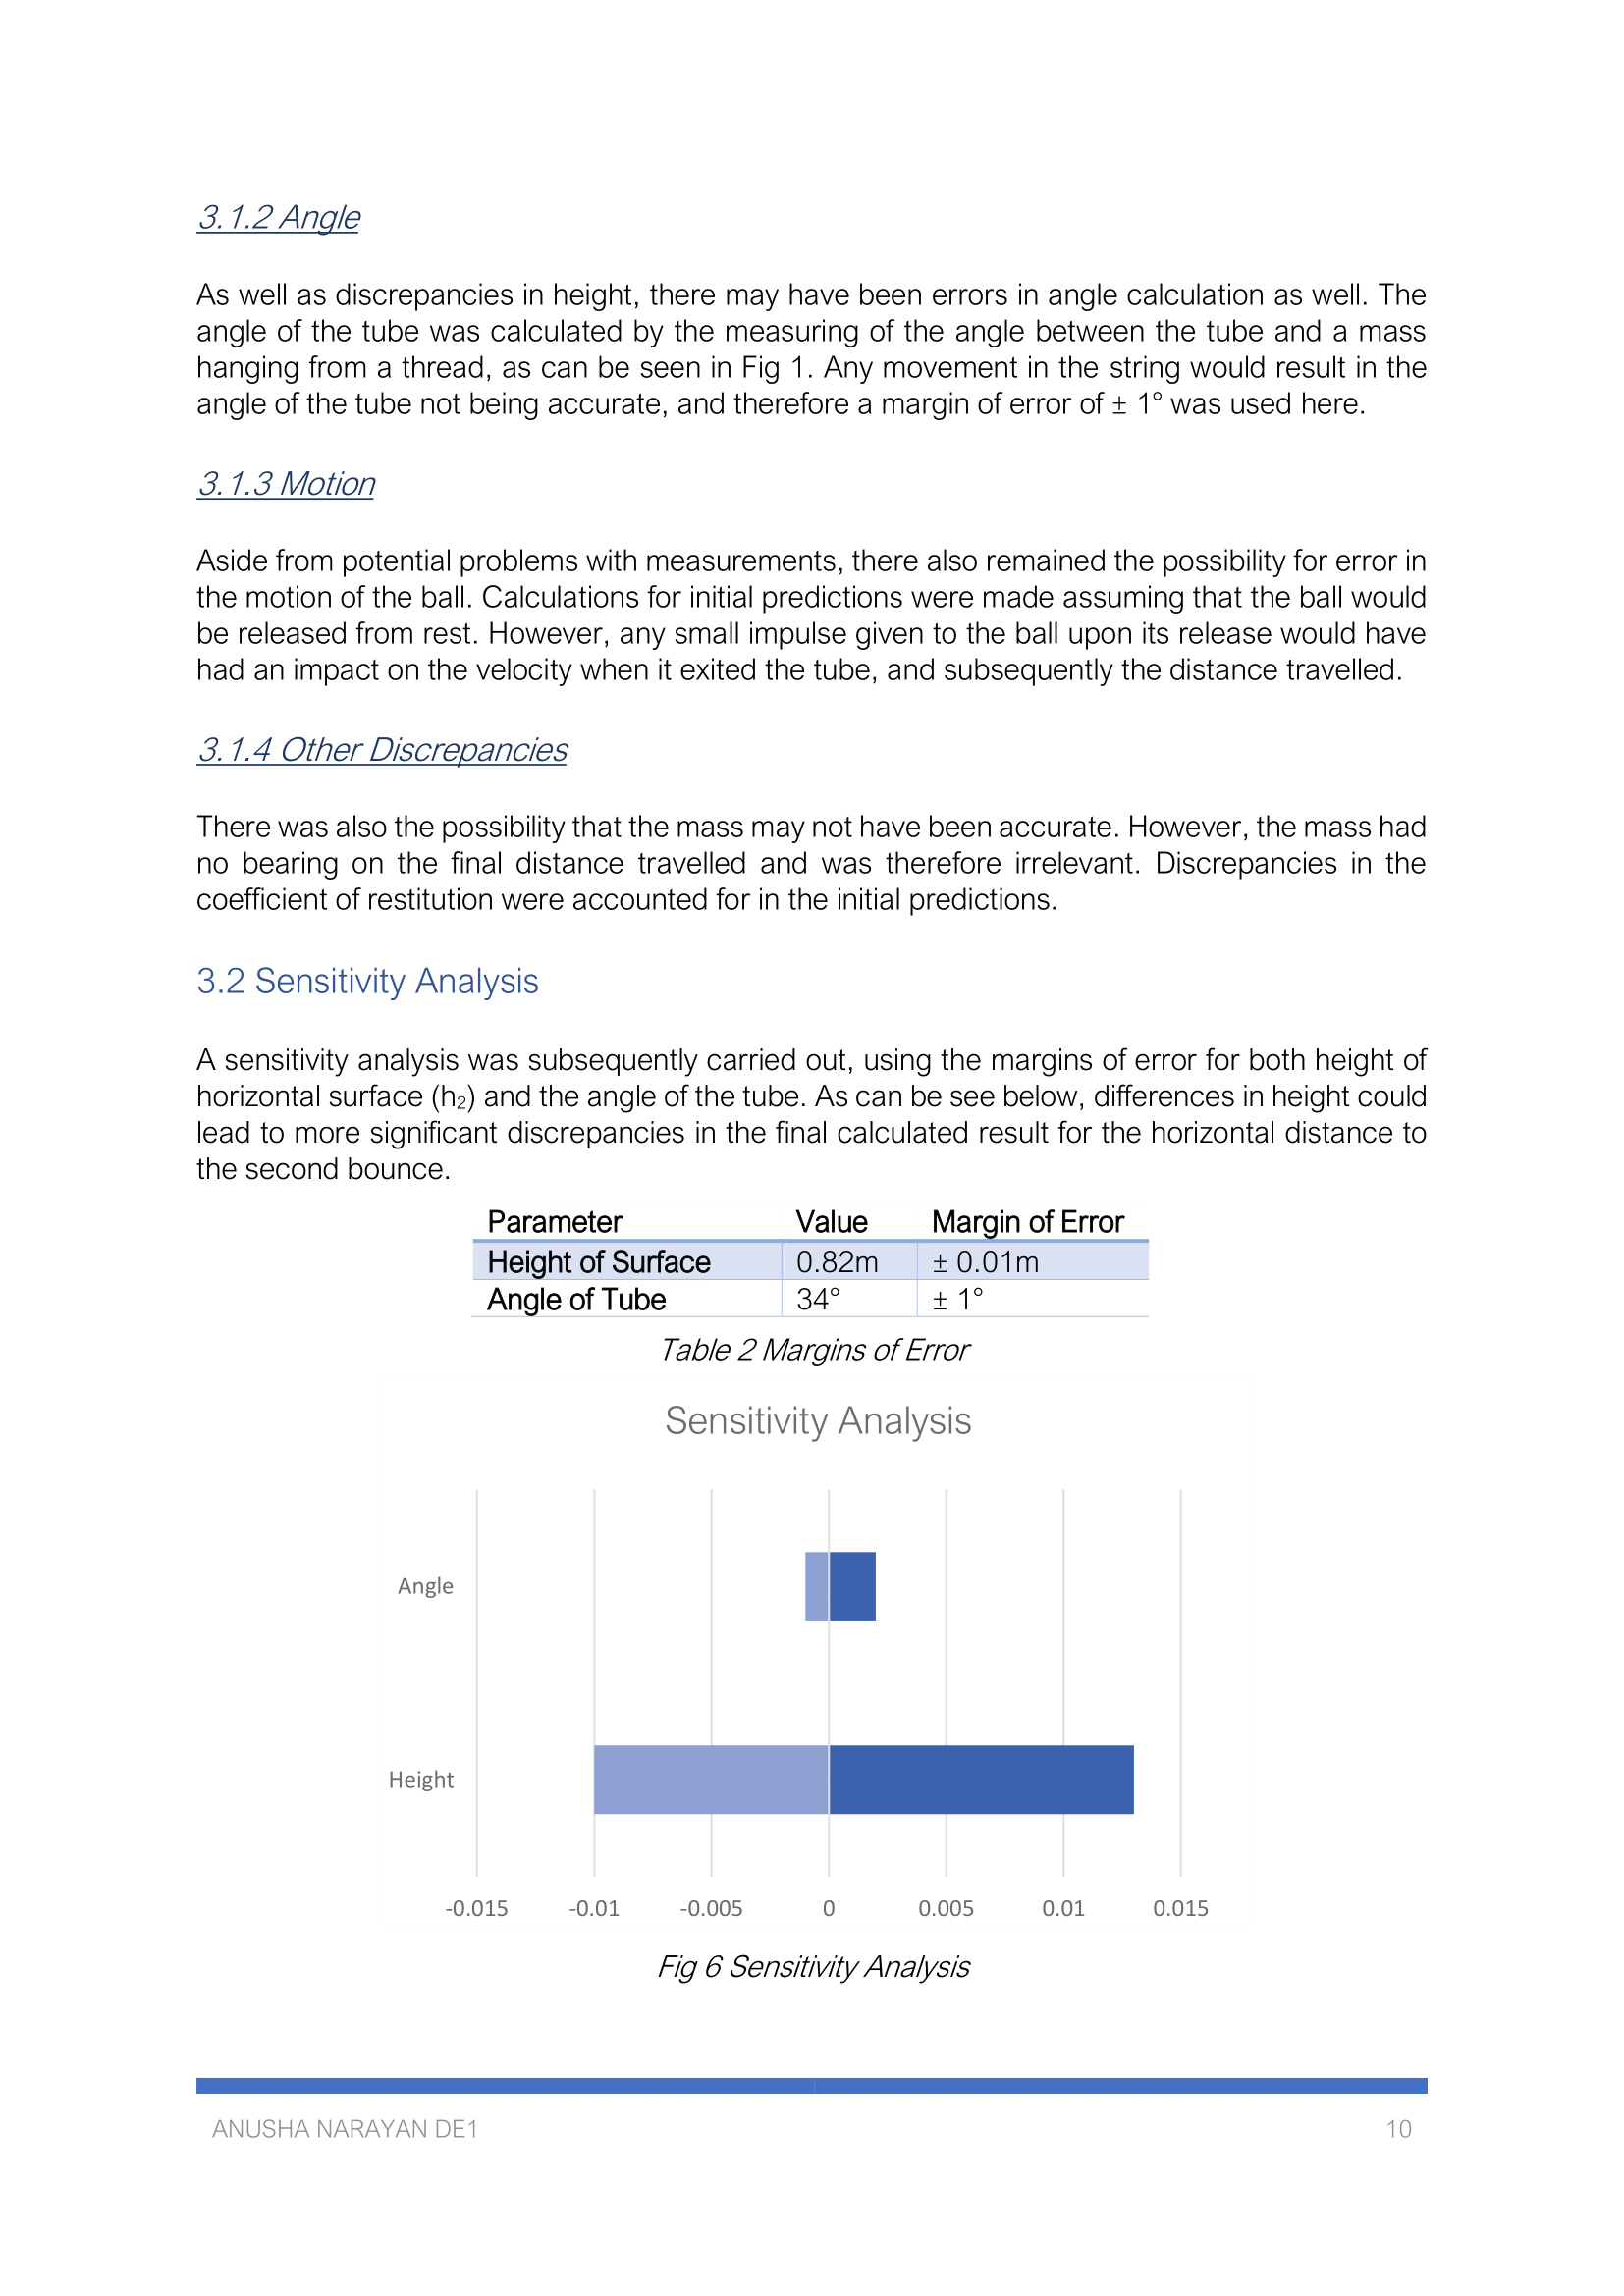 3.1.2 Angle
As well as discrepancies in height, there may have been errors in angle calculation as well. The
angle of the tube was calculated by the measuring of the angle between the tube and a mass
hanging from a thread, as can be seen in Fig 1. Any movement in the string would result in the
angle of the tube not being accurate, and therefore a margin of error of ± 1° was used here.
3.1.3 Motion
Aside from potential problems with measurements, there also remained the possibility for error in
the motion of the ball. Calculations for initial predictions were made assuming that the ball would
be released from rest. However, any small impulse given to the ball upon its release would have
had an impact on the velocity when it exited the tube, and subsequently the distance travelled.
3.1.4 Other Discrepancies
There was also the possibility that the mass may not have been accurate. However, the mass had
no bearing on the final distance travelled and was therefore irrelevant. Discrepancies in the
coefficient of restitution were accounted for in the initial predictions.
3.2 Sensitivity Analysis
A sensitivity analysis was subsequently carried out, using the margins of error for both height of
horizontal surface (h₂) and the angle of the tube. As can be see below, differences in height could
lead to more significant discrepancies in the final calculated result for the horizontal distance to
the second bounce.
Parameter Value Margin of Error
Height of Surface 0.82m ± 0.01m
Angle of Tube 34° ± 1°
Table 2 Margins of Error
Sensitivity Analysis
Angle
Height
-0.015 -0.01 -0.005 0 0.005 0.01 0.015
Fig 6 Sensitivity Analysis
ANUSHA NARAYAN DE1 10